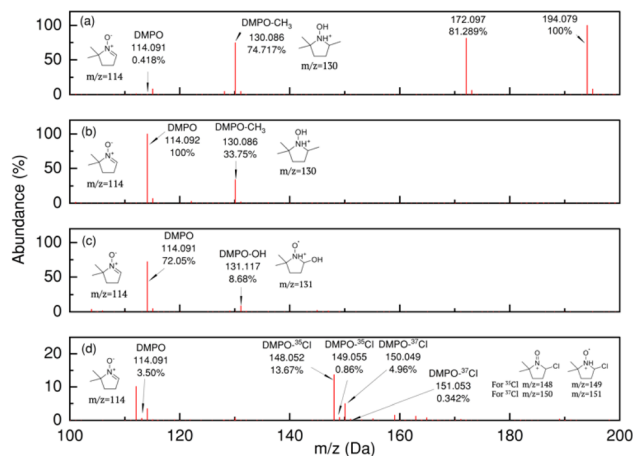 (a)
O-
N+
m/z=114
DMPO
114.091
0.418%
DMPO-CH3
130.086
74.717%
OH
NH+
m/z=130
172.097
81.289%
194.079
100%
100
50
0
(b)
O-
N+
m/z=114
DMPO
114.092
100%
DMPO-CH3
130.086
33.75%
OH
NH+
m/z=130
100
50
0
(c)
O-
N+
m/z=114
DMPO
114.091
72.05%
DMPO-OH
131.117
8.68%
O•
NH+
OH
m/z=131
100
50
0
(d)
O-
N+
m/z=114
DMPO
114.091
3.50%
DMPO-35Cl
148.052
13.67%
DMPO-35Cl
149.055
0.86%
DMPO-37Cl
150.049
4.96%
DMPO-37Cl
151.053
0.342%
O
N+
Cl
O•
NH+
Cl
For 35Cl m/z=148 m/z=149
For 37Cl m/z=150 m/z=151
20
10
0
100 120 140 160 180 200
m/z (Da)
Abundance (%)